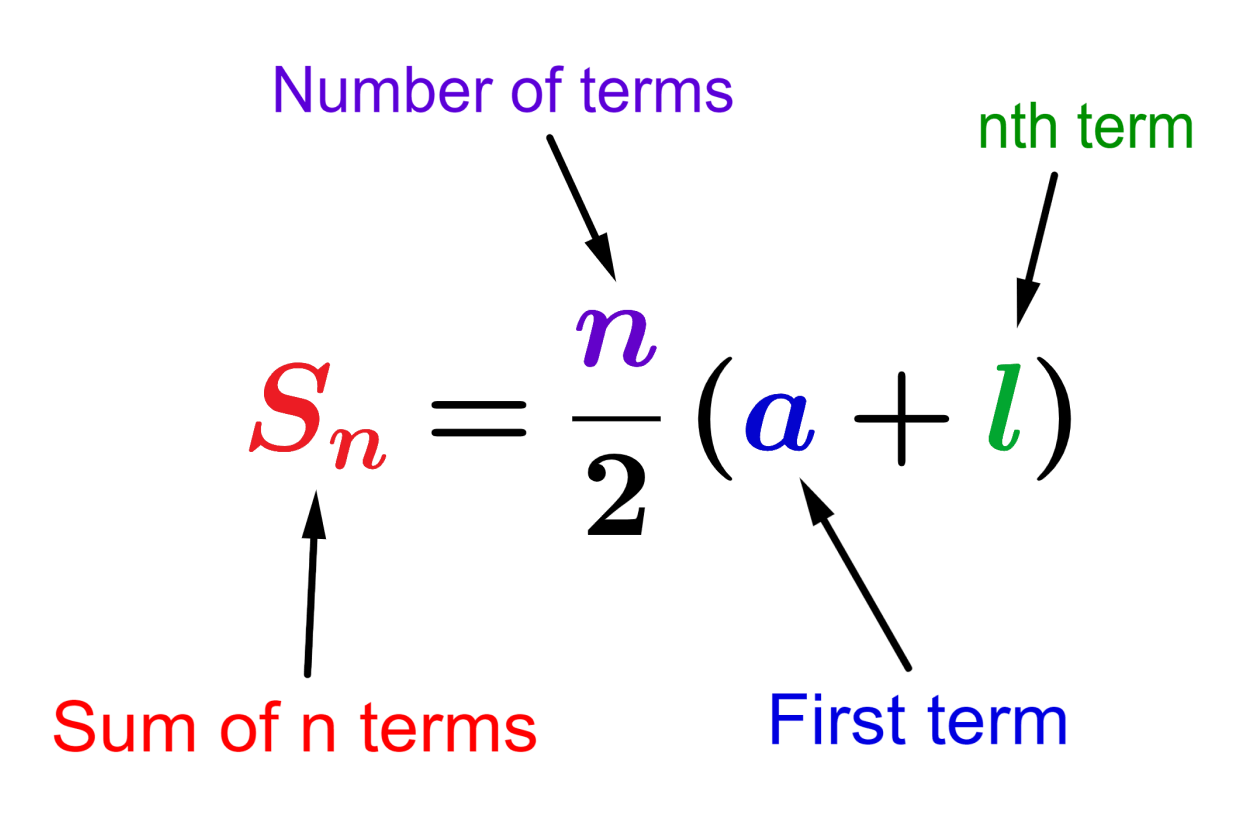 Number of terms
nth term
Sₙ = n/2 (a + l)
Sum of n terms
First term